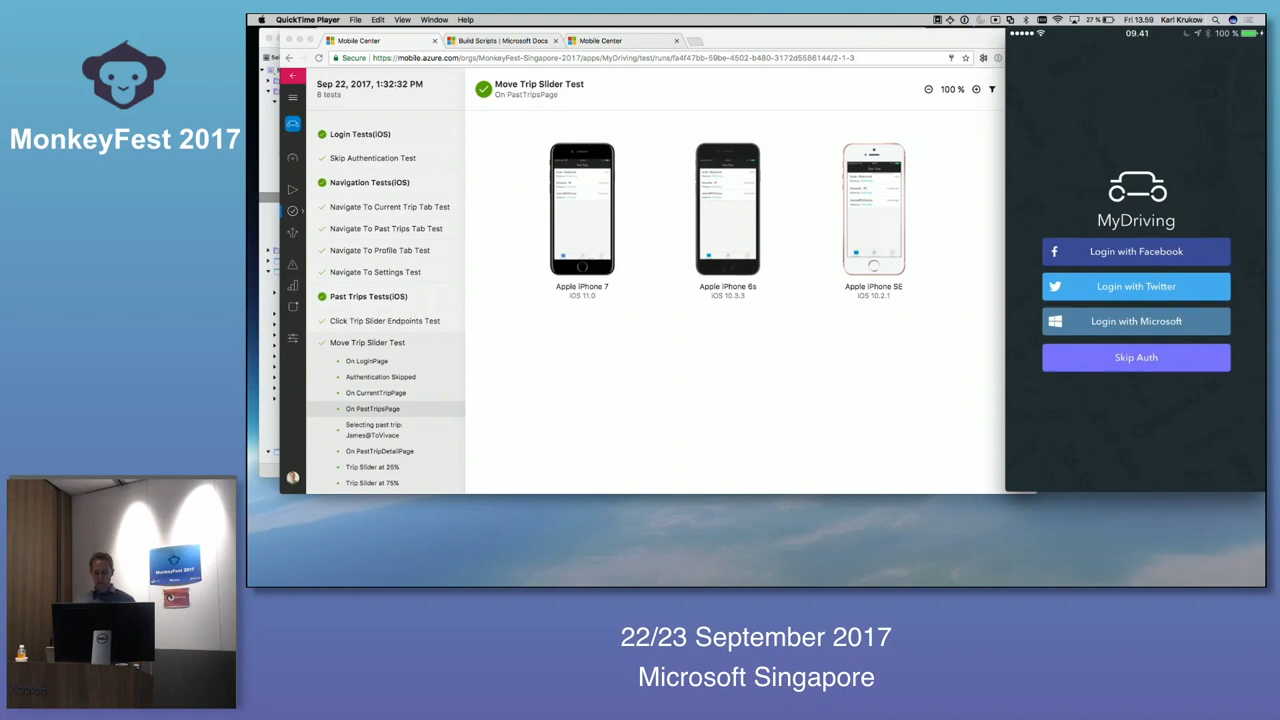 MonkeyFest 2017
QuickTime Player File Edit View Window Help
27 % Fri 13.59 Karl Krukow
Mobile Center
Build Scripts | Microsoft Docs
Mobile Center
Secure https://mobile.azure.com/orgs/MonkeyFest-Singapore-2017/apps/MyDriving/test/runs/fa4f47bb-59be-4502-b480-3172d5586144/2-1-3
Sep 22, 2017, 1:32:32 PM
8 tests
Login Tests(iOS)
Skip Authentication Test
Navigation Tests(iOS)
Navigate To Current Trip Tab Test
Navigate To Past Trips Tab Test
Navigate To Profile Tab Test
Navigate To Settings Test
Past Trips Tests(iOS)
Click Trip Slider Endpoints Test
Move Trip Slider Test
On LoginPage
Authentication Skipped
On CurrentTripPage
On PastTripsPage
Selecting past trip:
James@ToVivace
On PastTripDetailPage
Trip Slider at 25%
Trip Slider at 75%
Move Trip Slider Test
On PastTripsPage
100 %
Apple iPhone 7
iOS 11.0
Apple iPhone 6s
iOS 10.3.3
Apple iPhone SE
iOS 10.2.1
09.41
100 %
MyDriving
Login with Facebook
Login with Twitter
Login with Microsoft
Skip Auth
MonkeyFest 2017
22/23 September 2017
Microsoft Singapore